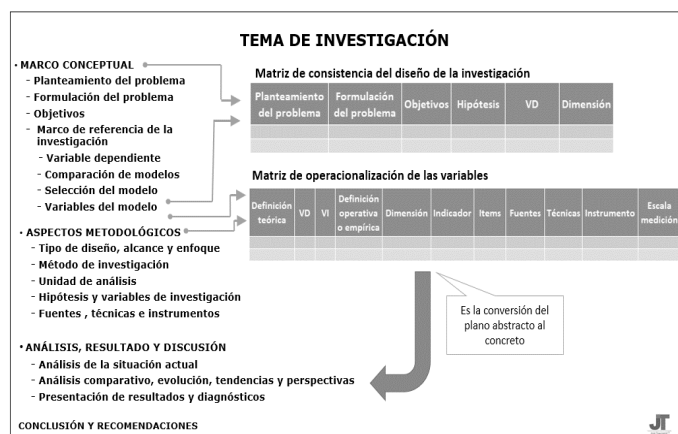 TEMA DE INVESTIGACIÓN
• MARCO CONCEPTUAL
- Planteamiento del problema
- Formulación del problema
- Objetivos
- Marco de referencia de la
investigación
- Variable dependiente
- Comparación de modelos
- Selección del modelo
- Variables del modelo
Matriz de consistencia del diseño de la investigación
Planteamiento del problema Formulación del problema Objetivos Hipótesis VD Dimensión
Matriz de operacionalización de las variables
Definición teórica VD VI Definición operativa o empírica Dimensión Indicador Items Fuentes Técnicas Instrumento Escala medición
• ASPECTOS METODOLÓGICOS
- Tipo de diseño, alcance y enfoque
- Método de investigación
- Unidad de análisis
- Hipótesis y variables de investigación
- Fuentes , técnicas e instrumentos
Es la conversión del
plano abstracto al
concreto
• ANÁLISIS, RESULTADO Y DISCUSIÓN
- Análisis de la situación actual
- Análisis comparativo, evolución, tendencias y perspectivas
- Presentación de resultados y diagnósticos
CONCLUSIÓN Y RECOMENDACIONES
JT